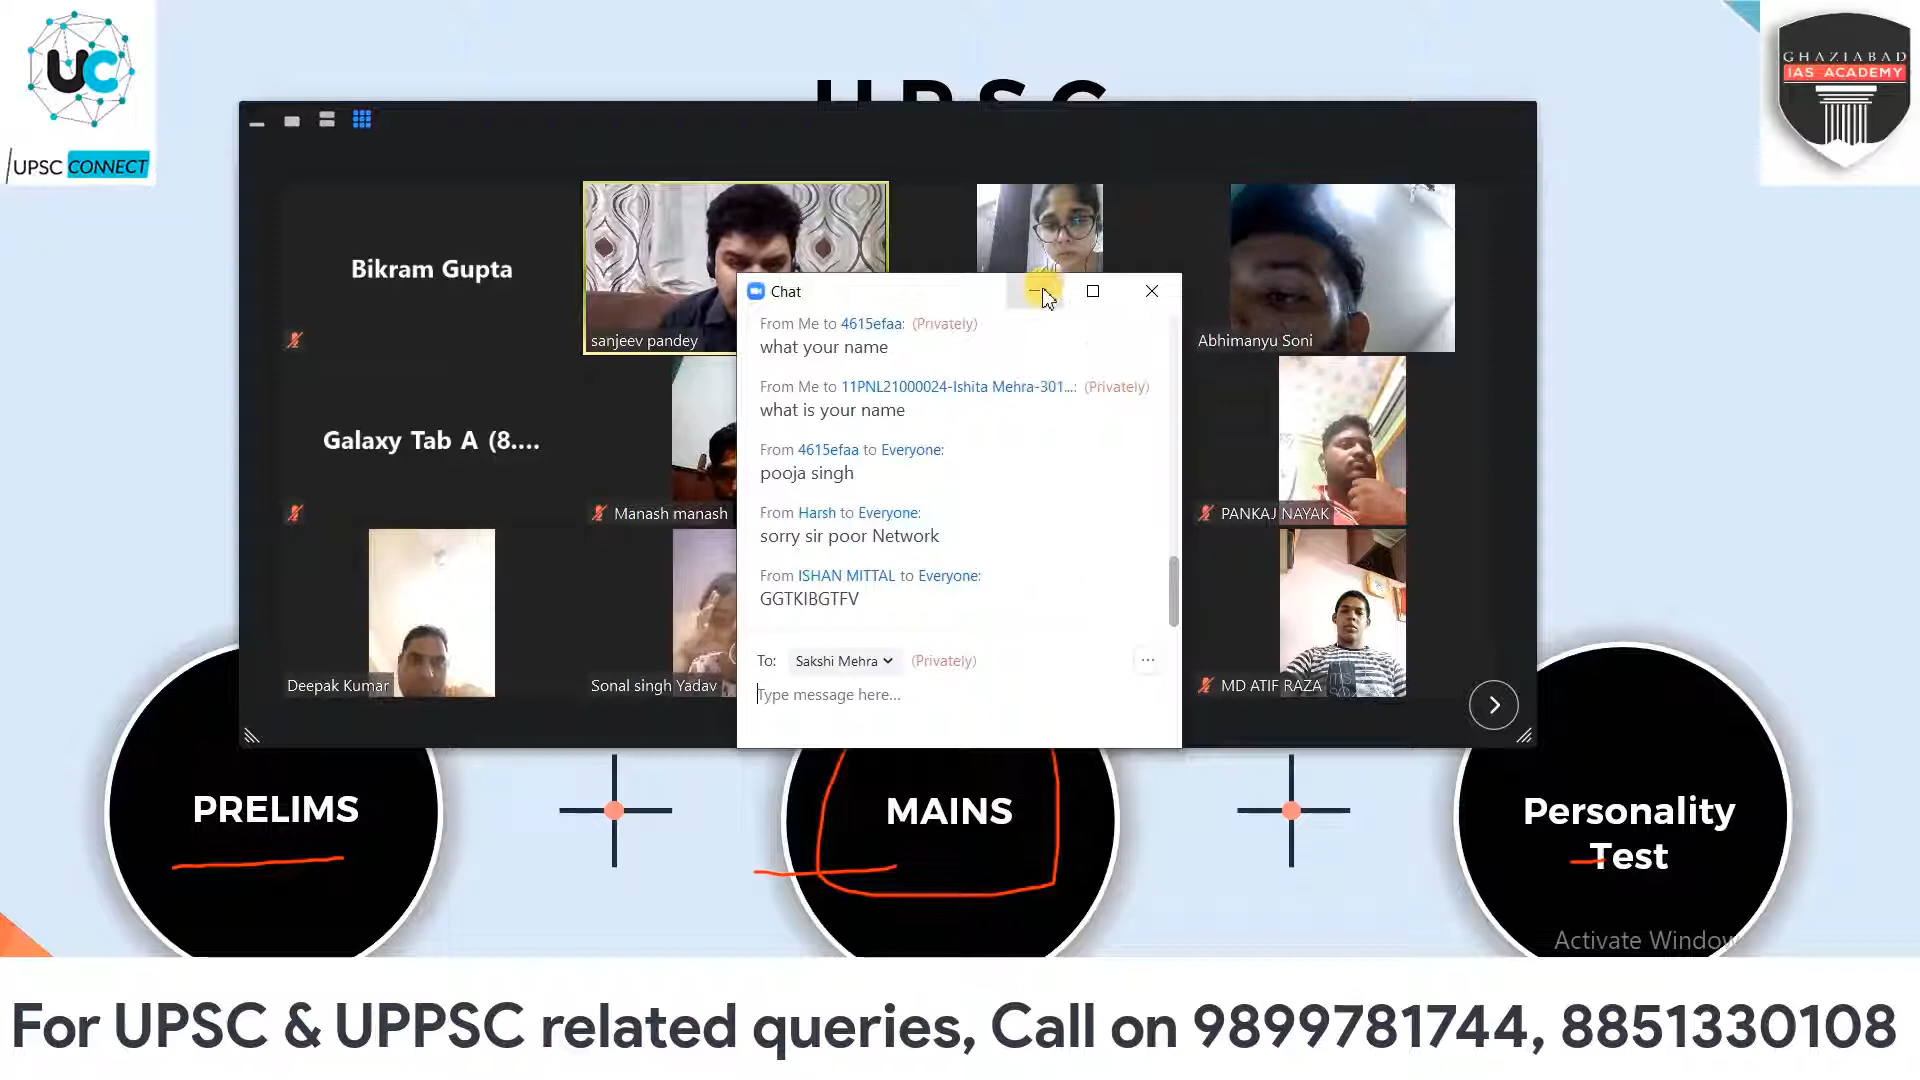 UC
UPSC CONNECT
UPSC
GHAZIABAD
IAS ACADEMY
Bikram Gupta
sanjeev pandey
Abhimanyu Soni
Galaxy Tab A (8....
Manash manash
PANKAJ NAYAK
Deepak Kumar
Sonal singh Yadav
MD ATIF RAZA
Chat
From Me to 4615efaa: (Privately)
what your name
From Me to 11PNL21000024-Ishita Mehra-301...: (Privately)
what is your name
From 4615efaa to Everyone:
pooja singh
From Harsh to Everyone:
sorry sir poor Network
From ISHAN MITTAL to Everyone:
GGTKIBGTFV
To: Sakshi Mehra (Privately)
Type message here...
PRELIMS
MAINS
Personality
Test
Activate Window
For UPSC & UPPSC related queries, Call on 9899781744, 8851330108